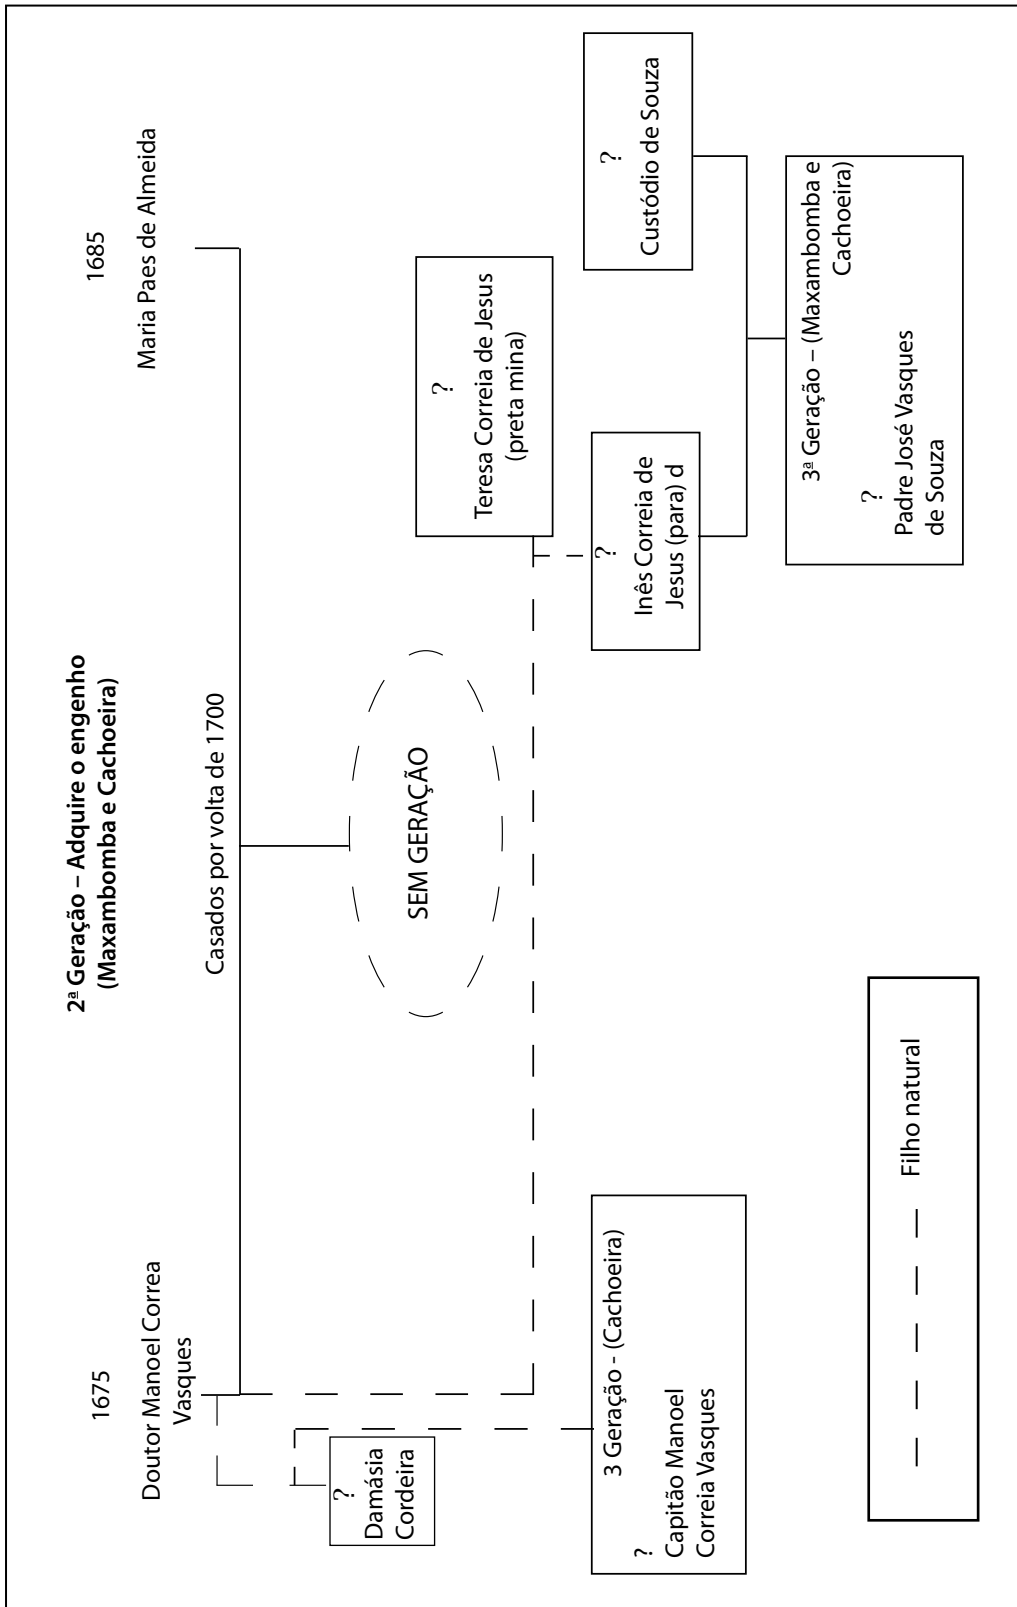 2ª Geração – Adquire o engenho
(Maxambomba e Cachoeira)
1675
Doutor Manoel Correa
Vasques
Casados por volta de 1700
1685
Maria Paes de Almeida
SEM GERAÇÃO
?
Damásia
Cordeira
?
Teresa Correia de Jesus
(preta mina)
?
Inês Correia de
Jesus (para) d
?
Custódio de Souza
3 Geração - (Cachoeira)
?
Capitão Manoel
Correia Vasques
3ª Geração – (Maxambomba e
Cachoeira)
?
Padre José Vasques
de Souza
Filho natural